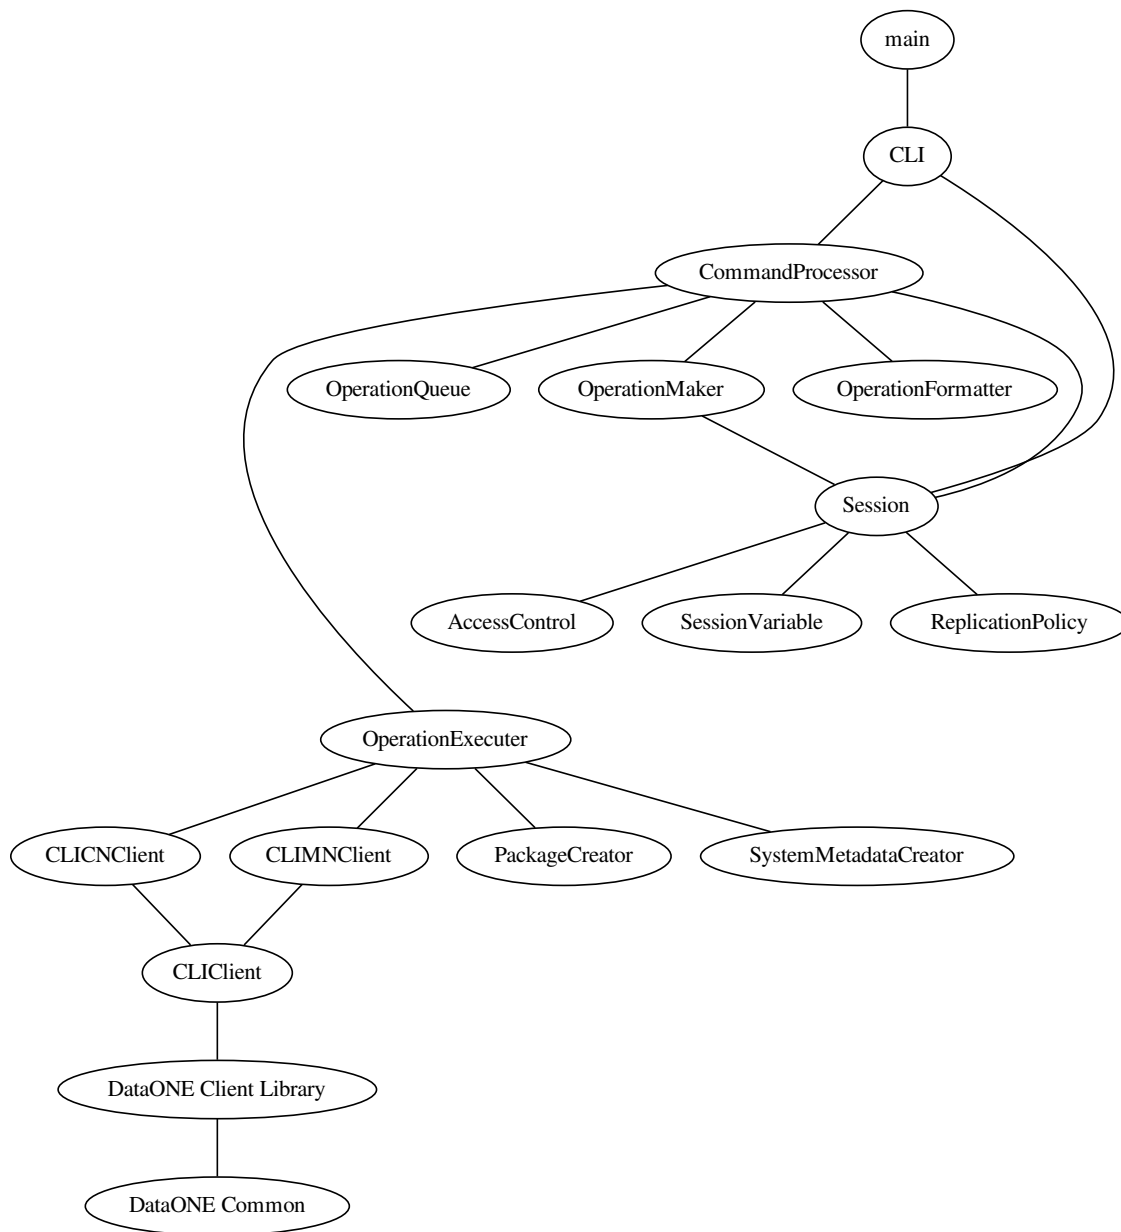 main
CLI
CommandProcessor
OperationQueue
OperationMaker
OperationFormatter
Session
AccessControl
SessionVariable
ReplicationPolicy
OperationExecuter
CLICNClient
CLIMNClient
PackageCreator
SystemMetadataCreator
CLIClient
DataONE Client Library
DataONE Common